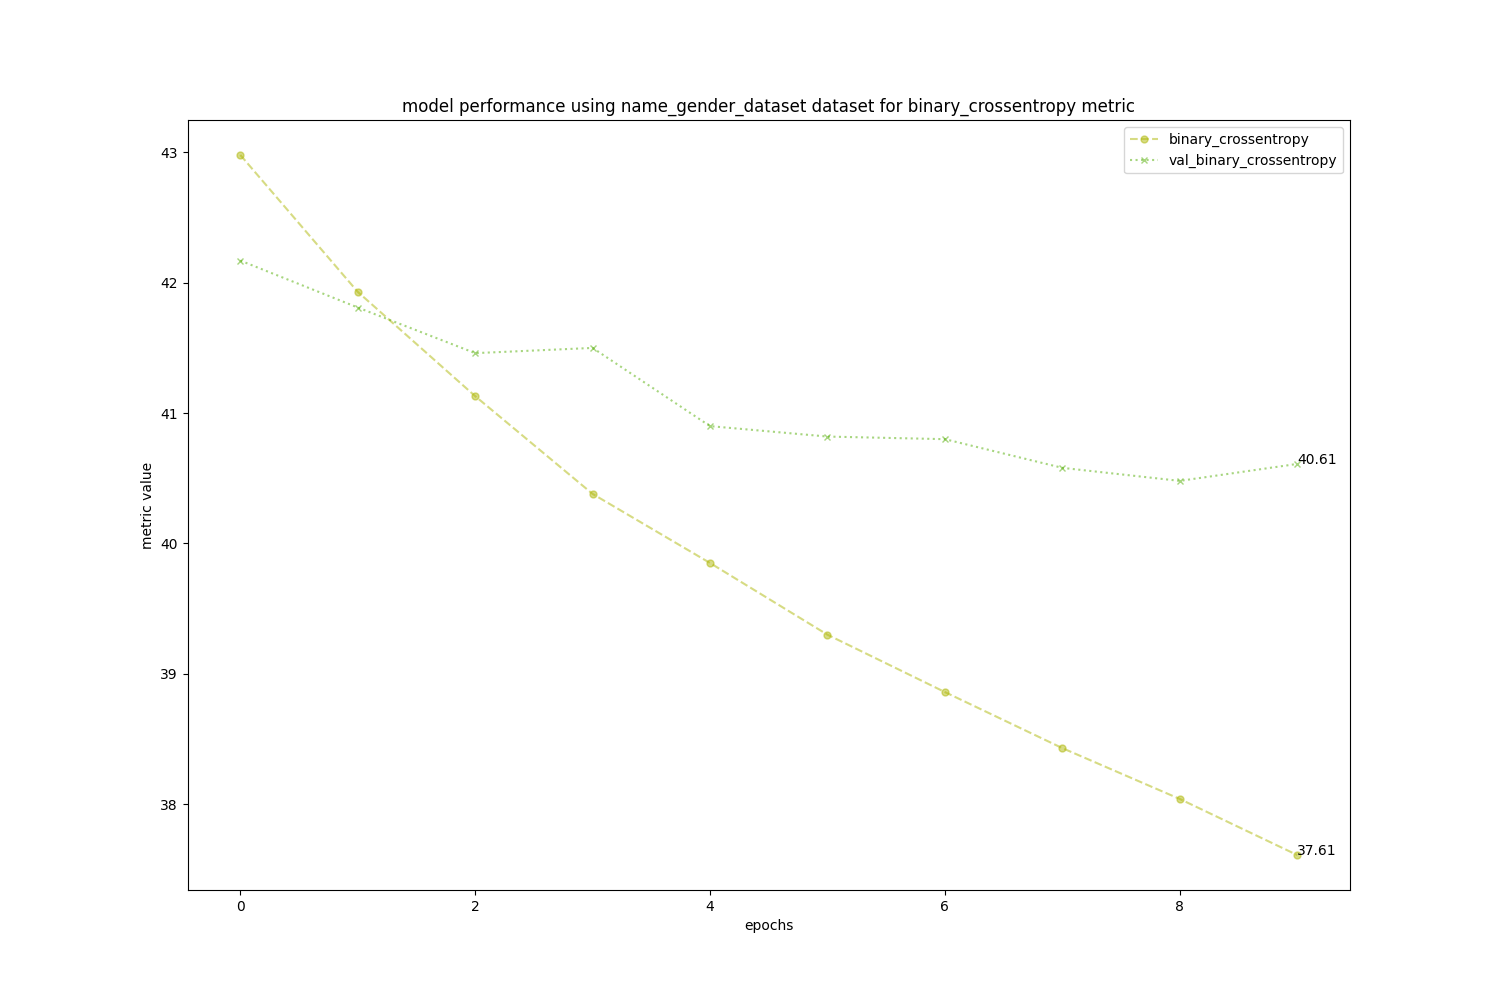 model performance using name_gender_dataset dataset for binary_crossentropy metric
binary_crossentropy
val_binary_crossentropy
43
42
41
40
39
38
metric value
40.61
37.61
0
2
4
6
8
epochs